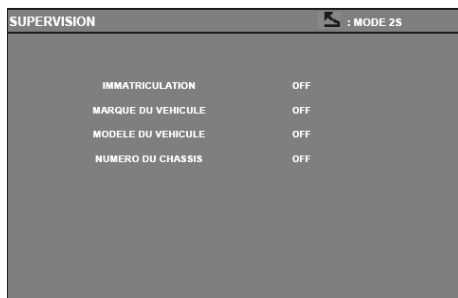 SUPERVISION : MODE 2S
IMMATRICULATION OFF
MARQUE DU VEHICULE OFF
MODELE DU VEHICULE OFF
NUMERO DU CHASSIS OFF